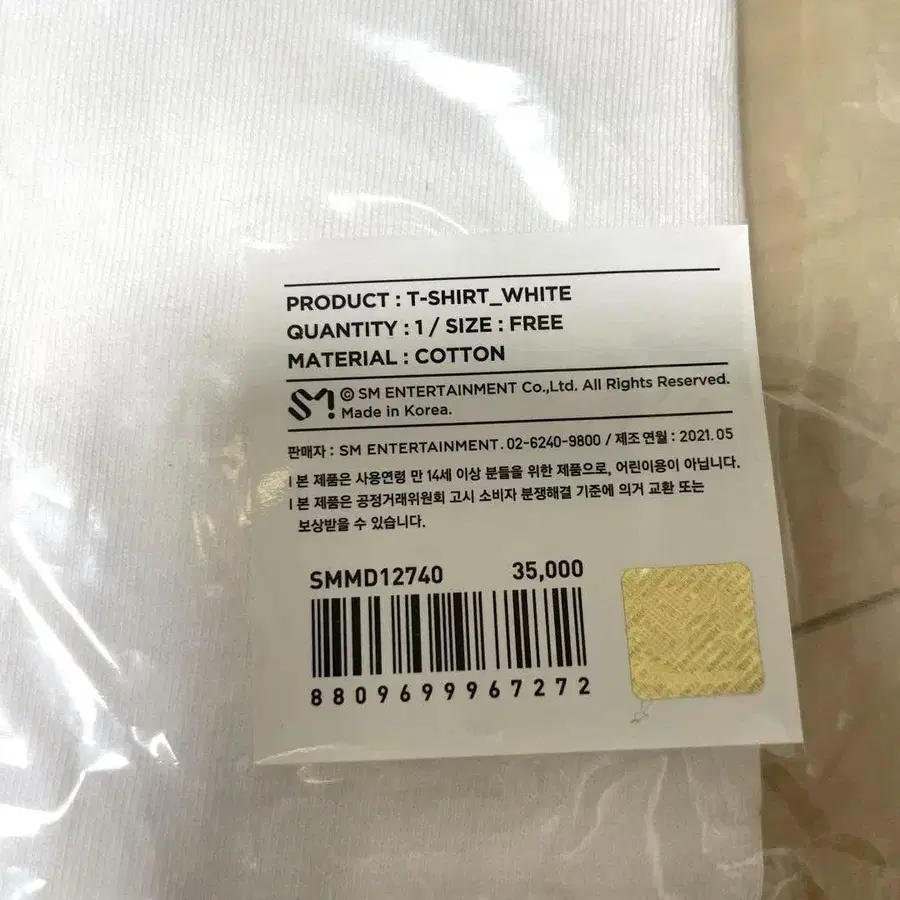 PRODUCT : T-SHIRT_WHITE
QUANTITY : 1 / SIZE : FREE
MATERIAL : COTTON
SM! © SM ENTERTAINMENT Co.,Ltd. All Rights Reserved.
Made in Korea.
판매자 : SM ENTERTAINMENT. 02-6240-9800 / 제조연월 : 2021. 05
| 본 제품은 사용연령 만 14세 이상 분들을 위한 제품으로, 어린이용이 아닙니다.
| 본 제품은 공정거래위원회 고시 소비자 분쟁해결 기준에 의거 교환 또는
보상받을 수 있습니다.
SMMD12740 35,000
8809699967272